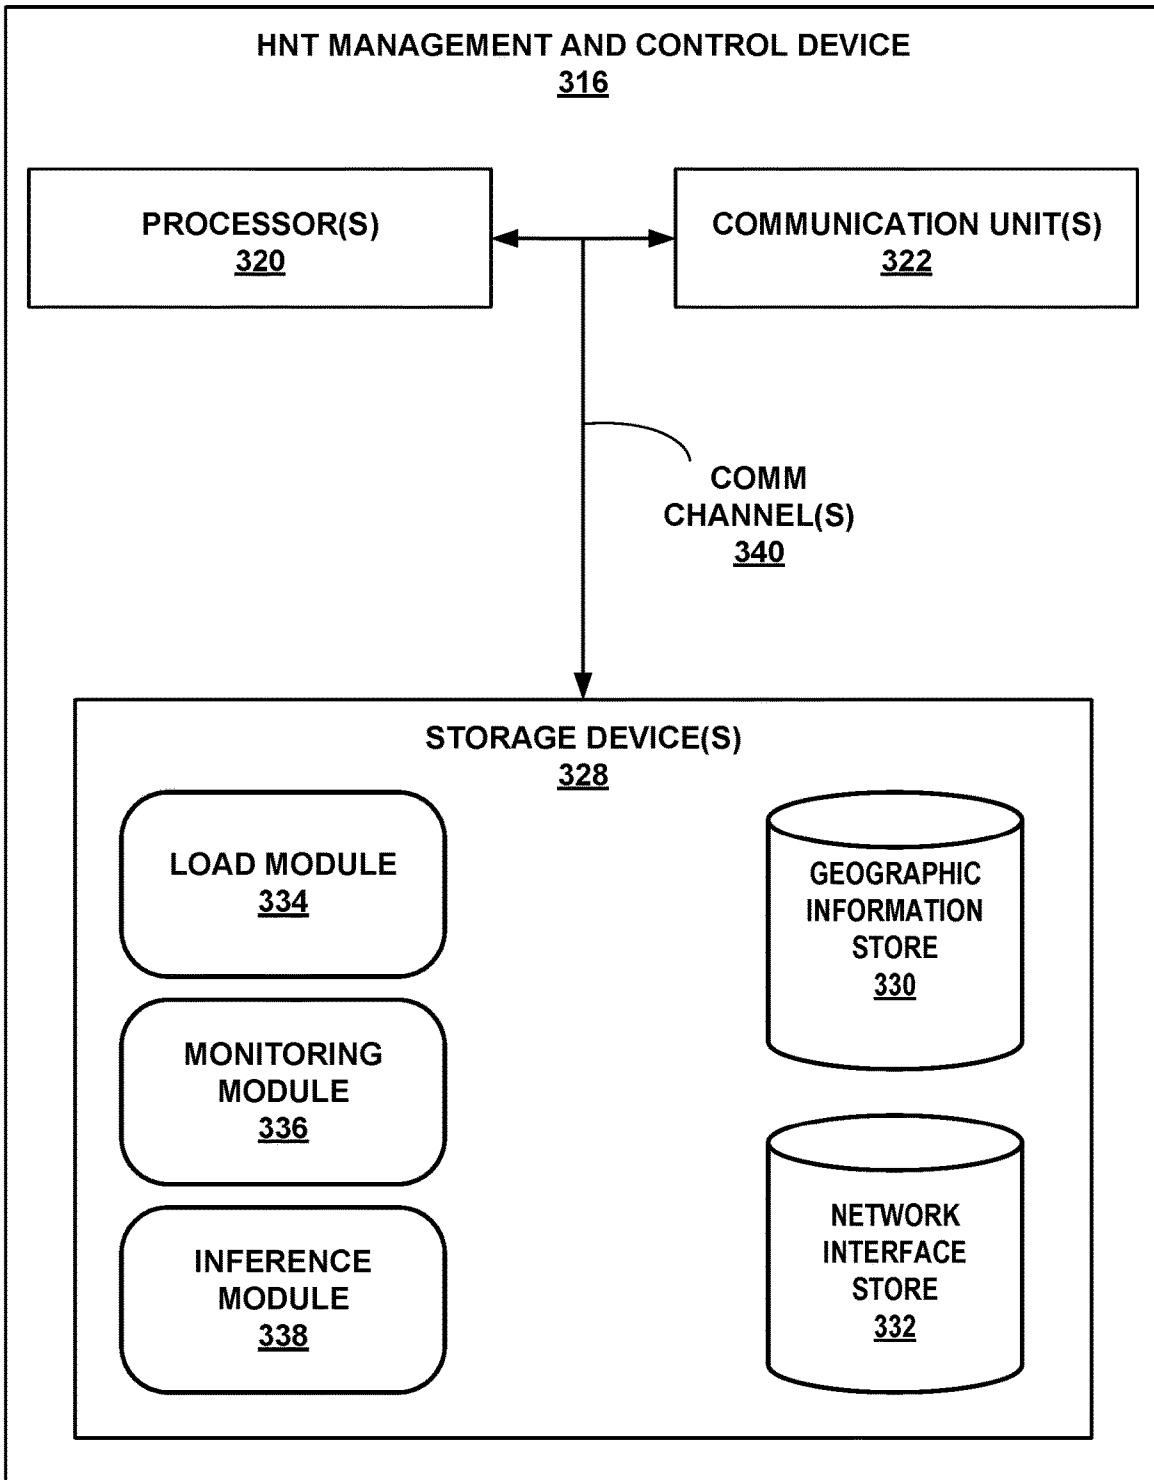 HNT MANAGEMENT AND CONTROL DEVICE
316
PROCESSOR(S)
320
COMMUNICATION UNIT(S)
322
COMM
CHANNEL(S)
340
STORAGE DEVICE(S)
328
LOAD MODULE
334
MONITORING
MODULE
336
INFERENCE
MODULE
338
GEOGRAPHIC
INFORMATION
STORE
330
NETWORK
INTERFACE
STORE
332